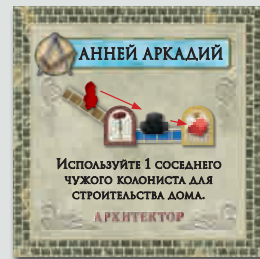 АННЕЙ АРКАДИЙ
ИСПОЛЬЗУЙТЕ 1 СОСЕДНЕГО
ЧУЖОГО КОЛОНИСТА ДЛЯ
СТРОИТЕЛЬСТВА ДОМА.
АРХИТЕКТОР